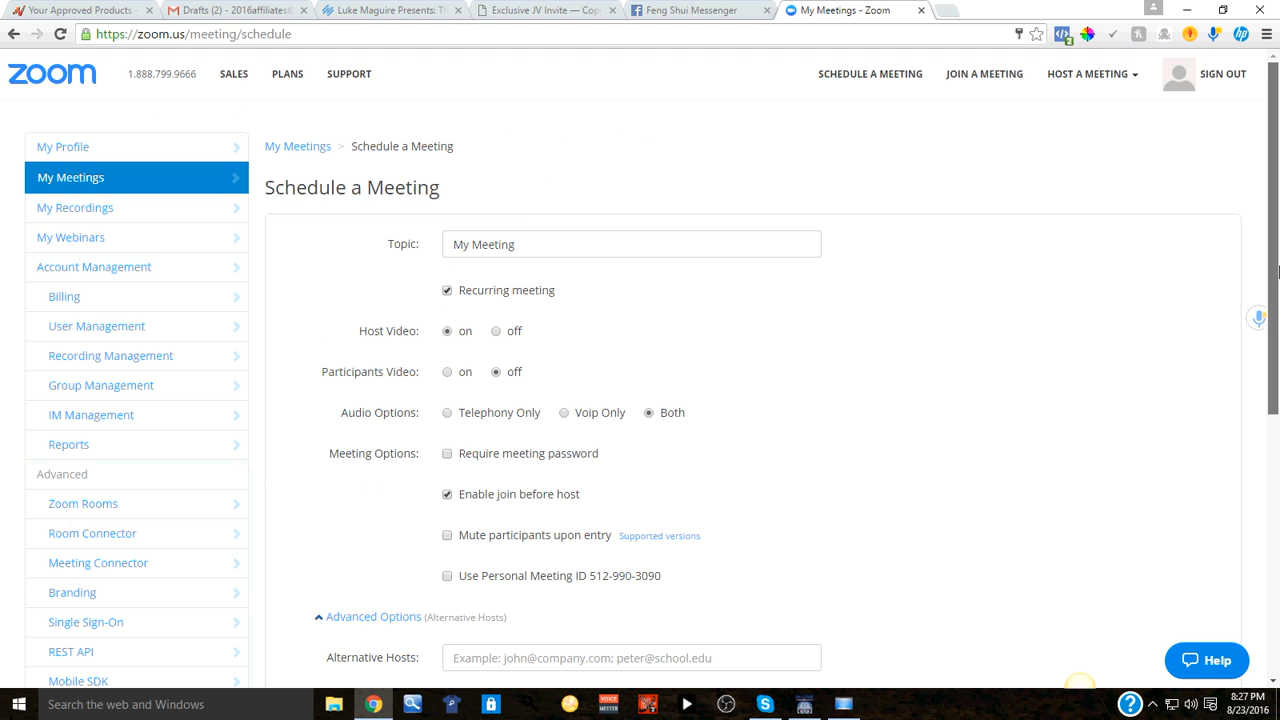 Your Approved Products -
Drafts (2) - 2016affiliates@
Luke Maguire Presents: Th
Exclusive JV Invite — Cop
Feng Shui Messenger
My Meetings - Zoom
https://zoom.us/meeting/schedule
2
zoom
1.888.799.9666
SALES
PLANS
SUPPORT
SCHEDULE A MEETING
JOIN A MEETING
HOST A MEETING
SIGN OUT
My Profile
My Meetings
My Recordings
My Webinars
Account Management
Billing
User Management
Recording Management
Group Management
IM Management
Reports
Advanced
Zoom Rooms
Room Connector
Meeting Connector
Branding
Single Sign-On
REST API
Mobile SDK
My Meetings > Schedule a Meeting
Schedule a Meeting
Topic: My Meeting
Recurring meeting
Host Video: on off
Participants Video: on off
Audio Options: Telephony Only Voip Only Both
Meeting Options: Require meeting password
Enable join before host
Mute participants upon entry Supported versions
Use Personal Meeting ID 512-990-3090
Advanced Options (Alternative Hosts)
Alternative Hosts: Example: john@company.com; peter@school.edu
Help
Search the web and Windows
8:27 PM
8/23/2016